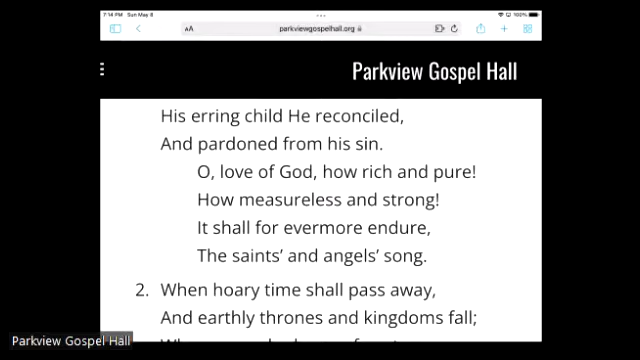 7:14 PM Sun May 8
100%
AA
parkviewgospelhall.org
Parkview Gospel Hall
His erring child He reconciled,
And pardoned from his sin.
O, love of God, how rich and pure!
How measureless and strong!
It shall for evermore endure,
The saints’ and angels’ song.
2. When hoary time shall pass away,
And earthly thrones and kingdoms fall;
Parkview Gospel Hall